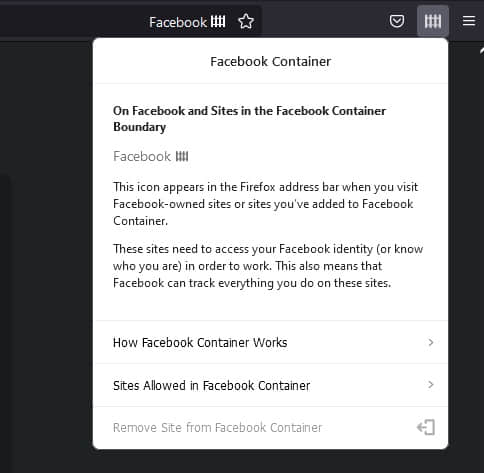 Facebook
Facebook Container
On Facebook and Sites in the Facebook Container
Boundary
Facebook
This icon appears in the Firefox address bar when you visit
Facebook-owned sites or sites you've added to Facebook
Container.
These sites need to access your Facebook identity (or know
who you are) in order to work. This also means that
Facebook can track everything you do on these sites.
How Facebook Container Works
Sites Allowed in Facebook Container
Remove Site from Facebook Container